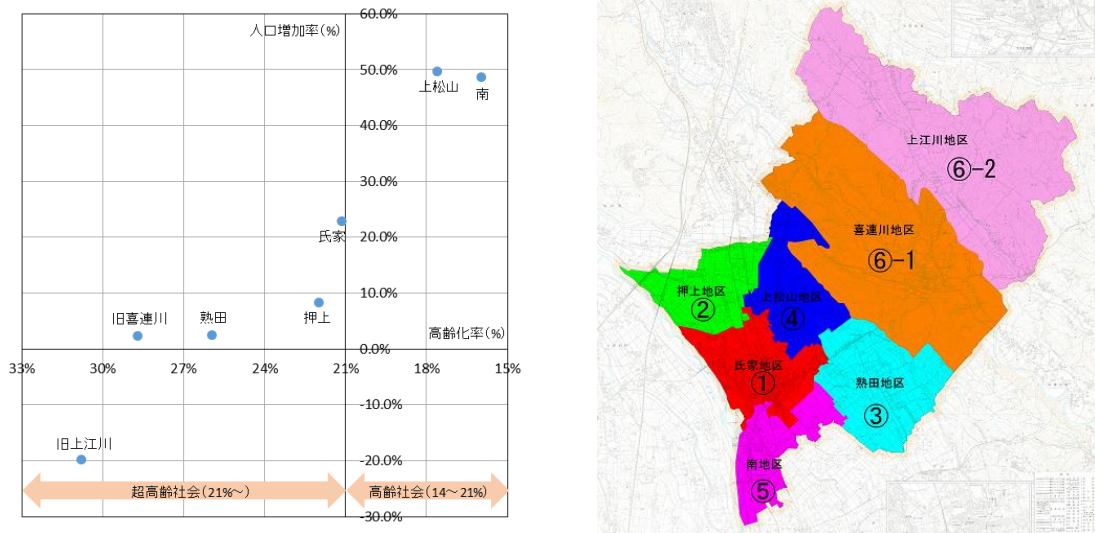 60.0%
人口増加率(%)
50.0%
上松山
南
40.0%
30.0%
20.0%
氏家
10.0%
旧喜連川
熟田
押上
高齢化率(%)
0.0%
33%
30%
27%
24%
21%
18%
15%
-10.0%
旧上江川
-20.0%
超高齢社会(21%~)
高齢社会(14~21%)
-30.0%
上江川地区
⑥-2
喜連川地区
⑥-1
押上地区
②
上松山地区
④
氏家地区
①
熟田地区
③
南地区
⑤